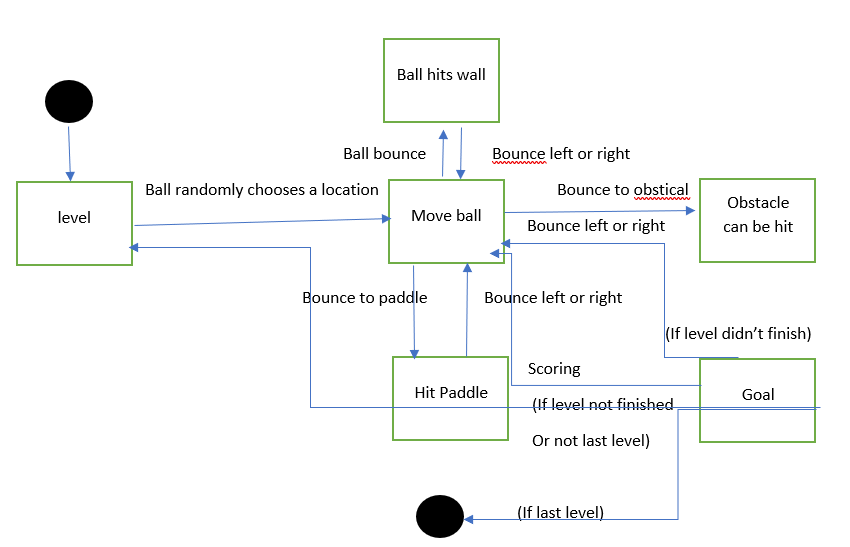 Ball hits wall
Ball bounce
Bounce left or right
level
Ball randomly chooses a location
Move ball
Bounce to obstical
Obstacle
can be hit
Bounce left or right
Bounce to paddle
Bounce left or right
(If level didn’t finish)
Scoring
Hit Paddle
(If level not finished
Goal
Or not last level)
(If last level)